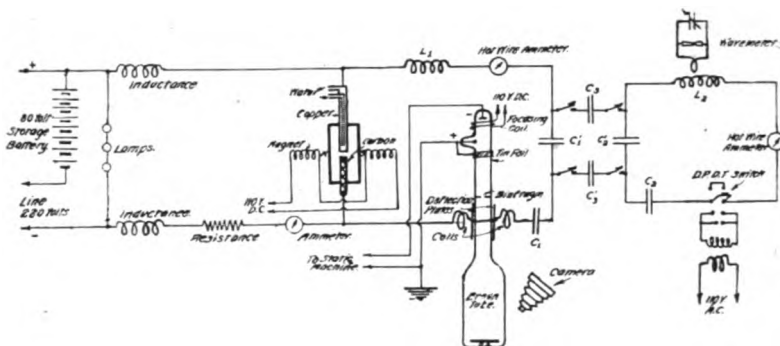 +
80 Volt
Storage
Battery
Line
220 Volts
-
Inductance
Lamps.
Inductance.
Resistance
Ammeter
Water
Copper
Magnet
Carbon
110 V.
D.C.
L1
Hot Wire Ammeter.
110 V. D.C.
-
Focusing
Coil.
+
Tin Foil
Diafragm
Deflection
Plates
Coils
C1
To Static
Machine.
Braun
Tube.
Camera
C3
C1'
C2'
C3'
Wavemeter.
L2
Hot Wire
Ammeter
C2
D.P.D.T. Switch
110 V.
A.C.